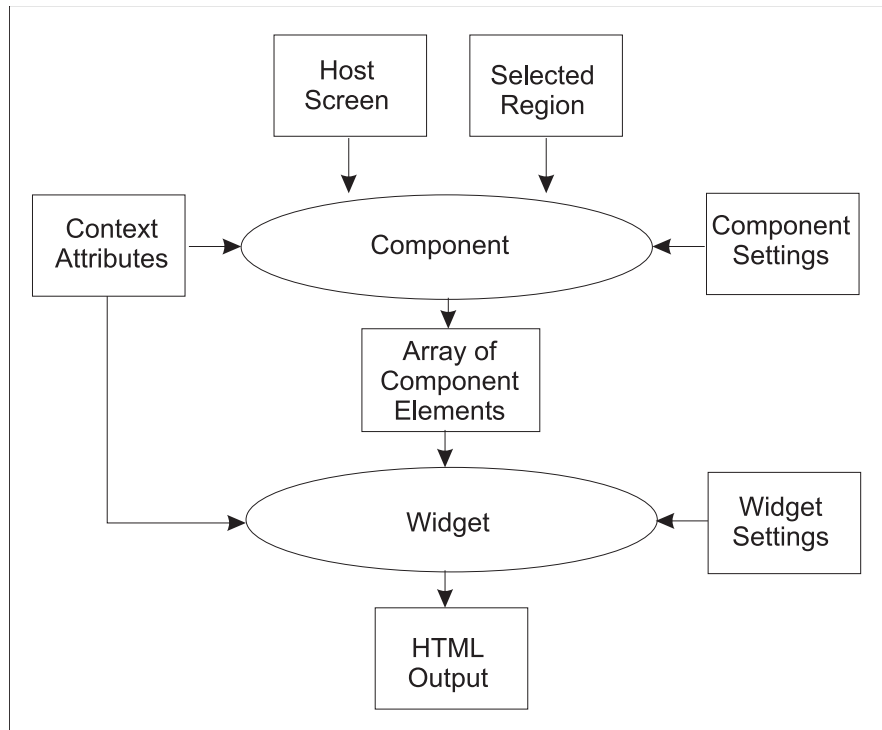 Host
Screen
Selected
Region
Context
Attributes
Component
Component
Settings
Array of
Component
Elements
Widget
Widget
Settings
HTML
Output